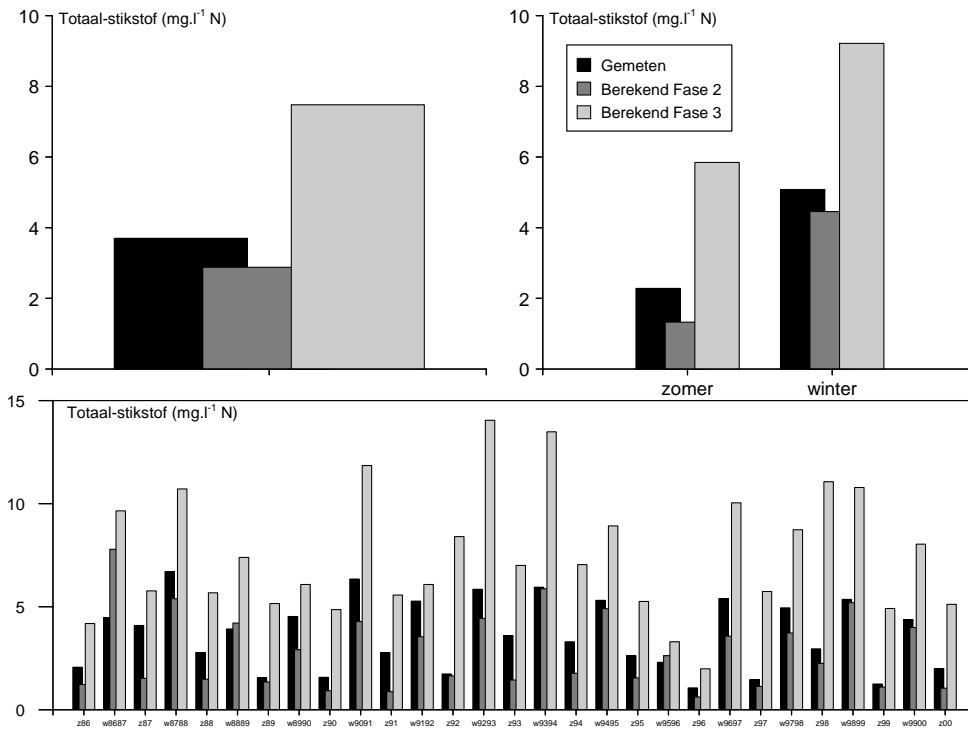 Totaal-stikstof (mg.l-1 N)
10
8
6
4
2
0
Totaal-stikstof (mg.l-1 N)
10
8
6
4
2
0
Gemeten
Berekend Fase 2
Berekend Fase 3
zomer winter
Totaal-stikstof (mg.l-1 N)
15
10
5
0
z86 w8687 z87 w8788 z88 w8889 z89 w8990 z90 w9091 z91 w9192 z92 w9293 z93 w9394 z94 w9495 z95 w9596 z96 w9697 z97 w9798 z98 w9899 z99 w9900 z00